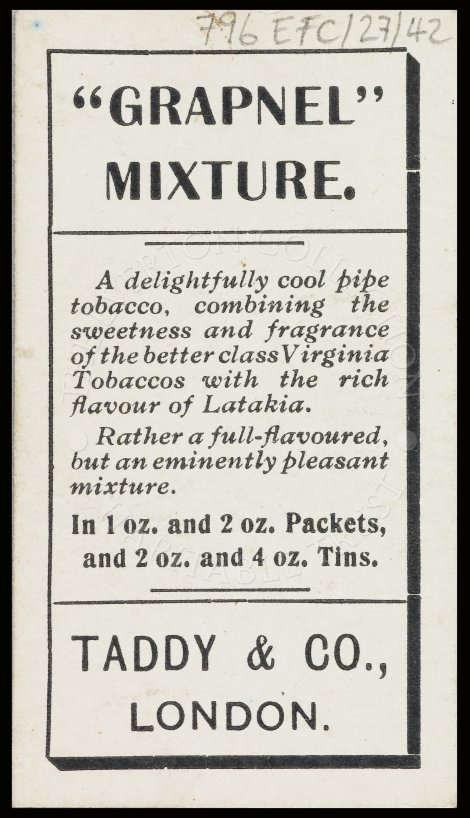 796 EFC/27/42
"GRAPNEL"
MIXTURE.
A delightfully cool pipe
tobacco, combining the
sweetness and fragrance
of the better class Virginia
Tobaccos with the rich
flavour of Latakia.
Rather a full-flavoured,
but an eminently pleasant
mixture.
In 1 oz. and 2 oz. Packets,
and 2 oz. and 4 oz. Tins.
TADDY & CO.,
LONDON.